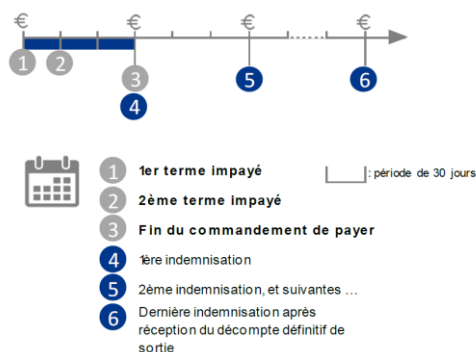 € € € €
1 2 3 5 6
4
1 1er terme impayé : période de 30 jours
2 2ème terme impayé
3 Fin du commandement de payer
4 1ère indemnisation
5 2ème indemnisation, et suivantes …
6 Dernière indemnisation après
réception du décompte définitif de
sortie